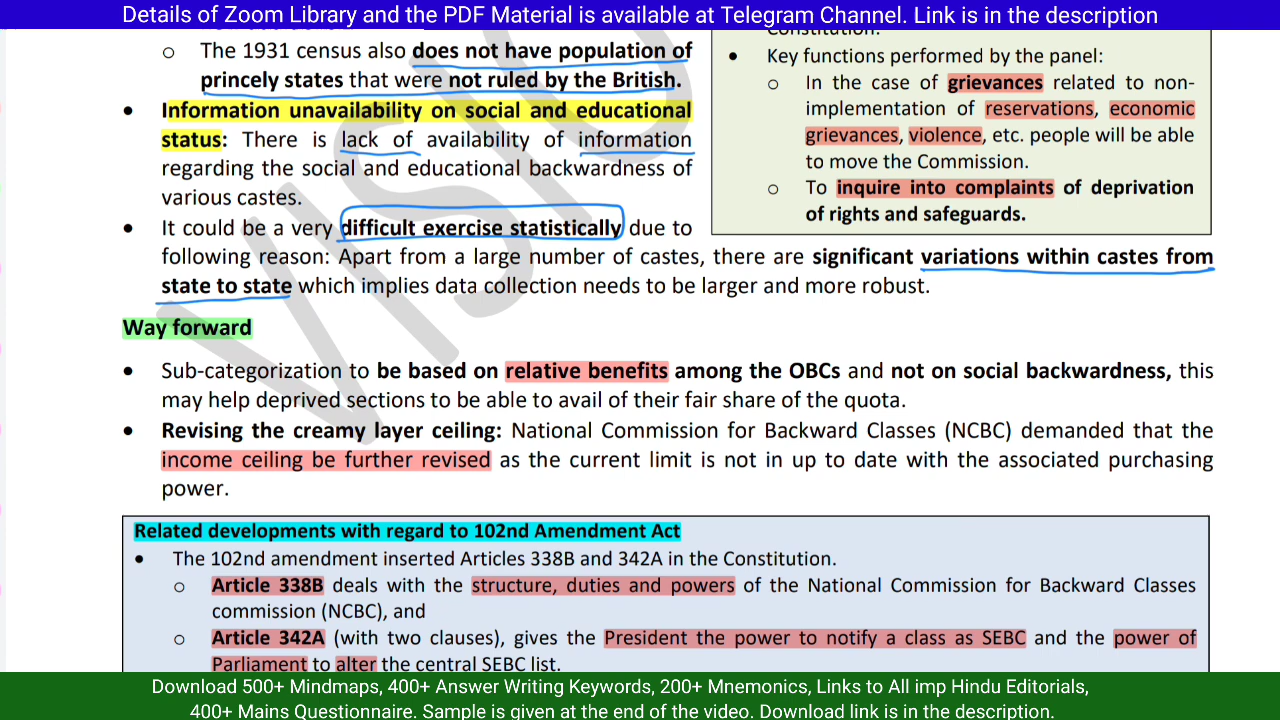 Details of Zoom Library and the PDF Material is available at Telegram Channel. Link is in the description
o The 1931 census also does not have population of
princely states that were not ruled by the British.
• Information unavailability on social and educational
status: There is lack of availability of information
regarding the social and educational backwardness of
various castes.
• It could be a very difficult exercise statistically due to
following reason: Apart from a large number of castes, there are significant variations within castes from
state to state which implies data collection needs to be larger and more robust.
Constitution.
• Key functions performed by the panel:
o In the case of grievances related to non-
implementation of reservations, economic
grievances, violence, etc. people will be able
to move the Commission.
o To inquire into complaints of deprivation
of rights and safeguards.
Way forward
• Sub-categorization to be based on relative benefits among the OBCs and not on social backwardness, this
may help deprived sections to be able to avail of their fair share of the quota.
• Revising the creamy layer ceiling: National Commission for Backward Classes (NCBC) demanded that the
income ceiling be further revised as the current limit is not in up to date with the associated purchasing
power.
Related developments with regard to 102nd Amendment Act
• The 102nd amendment inserted Articles 338B and 342A in the Constitution.
o Article 338B deals with the structure, duties and powers of the National Commission for Backward Classes
commission (NCBC), and
o Article 342A (with two clauses), gives the President the power to notify a class as SEBC and the power of
Parliament to alter the central SEBC list.
Download 500+ Mindmaps, 400+ Answer Writing Keywords, 200+ Mnemonics, Links to All imp Hindu Editorials,
400+ Mains Questionnaire. Sample is given at the end of the video. Download link is in the description.